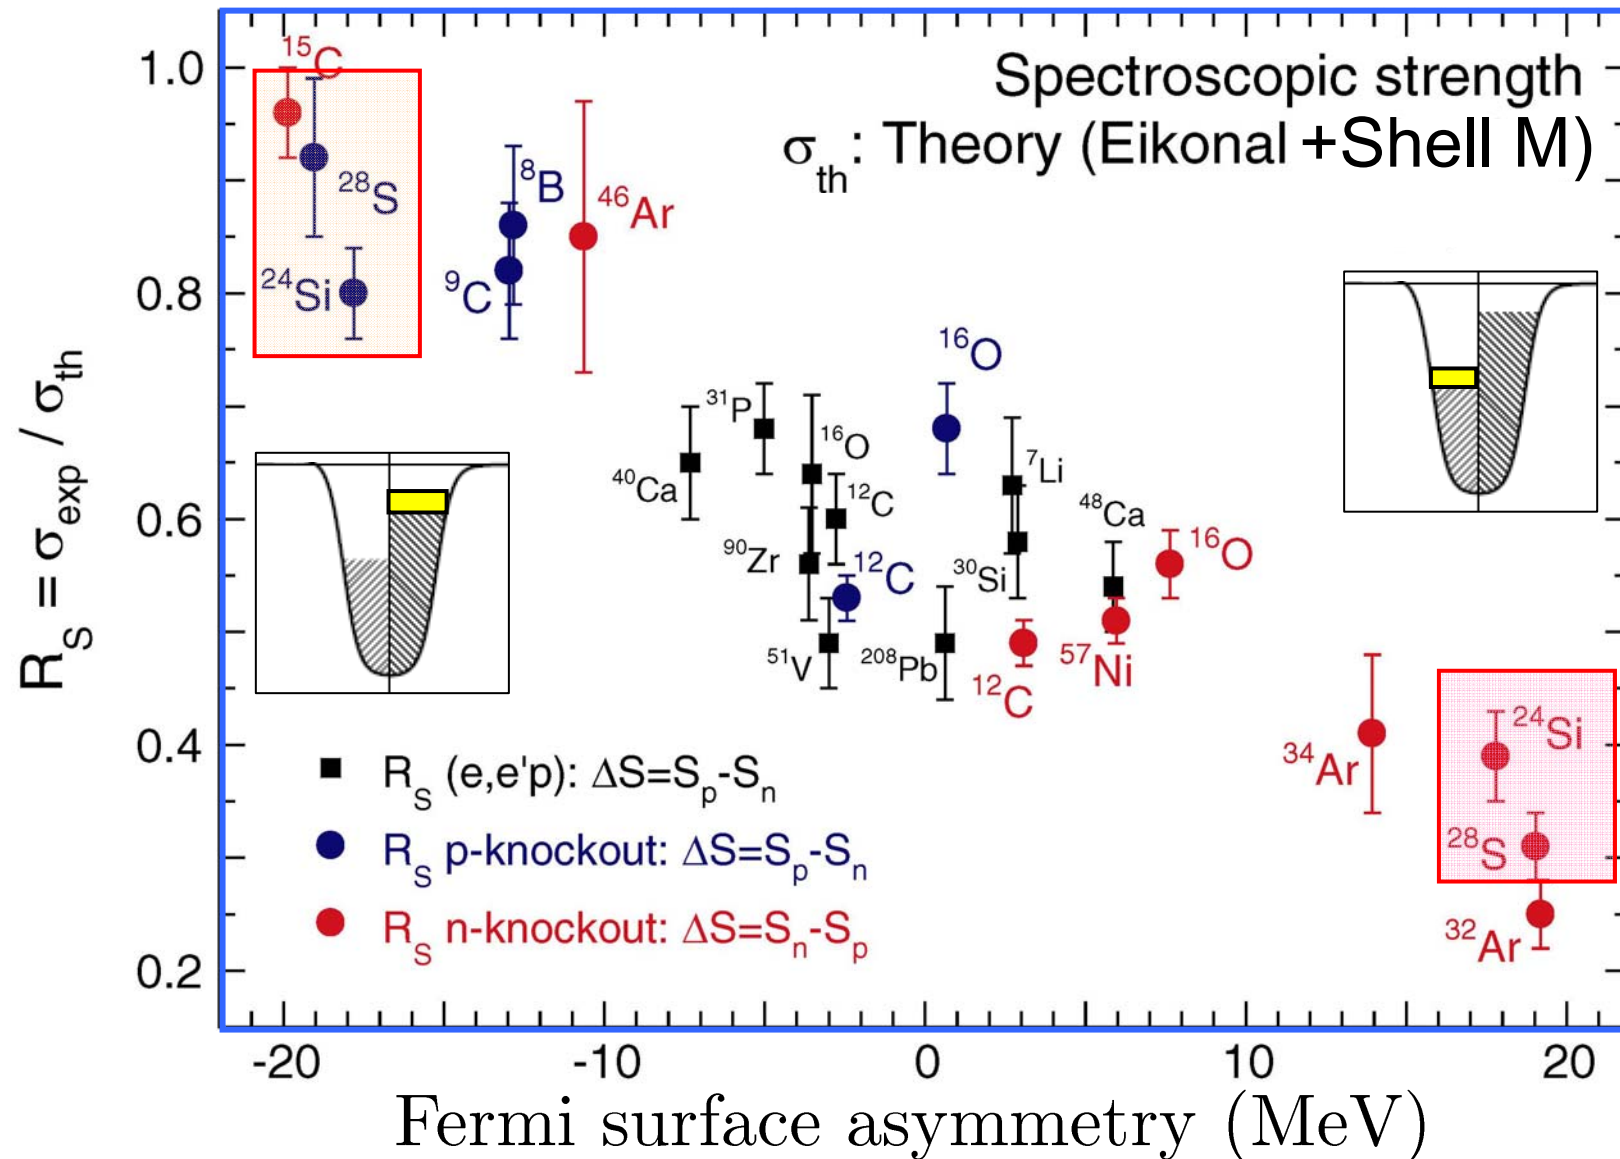 Spectroscopic strength
σth: Theory (Eikonal +Shell M)
1.0
0.8
0.6
0.4
0.2
RS = σexp / σth
15C
28S
24Si
8B
9C
46Ar
16O
31P
16O
40Ca
12C
90Zr
12C
51V
208Pb
7Li
30Si
48Ca
16O
12C
57Ni
34Ar
24Si
28S
32Ar
RS (e,e'p): ΔS=Sp-Sn
RS p-knockout: ΔS=Sp-Sn
RS n-knockout: ΔS=Sn-Sp
-20 -10 0 10 20
Fermi surface asymmetry (MeV)